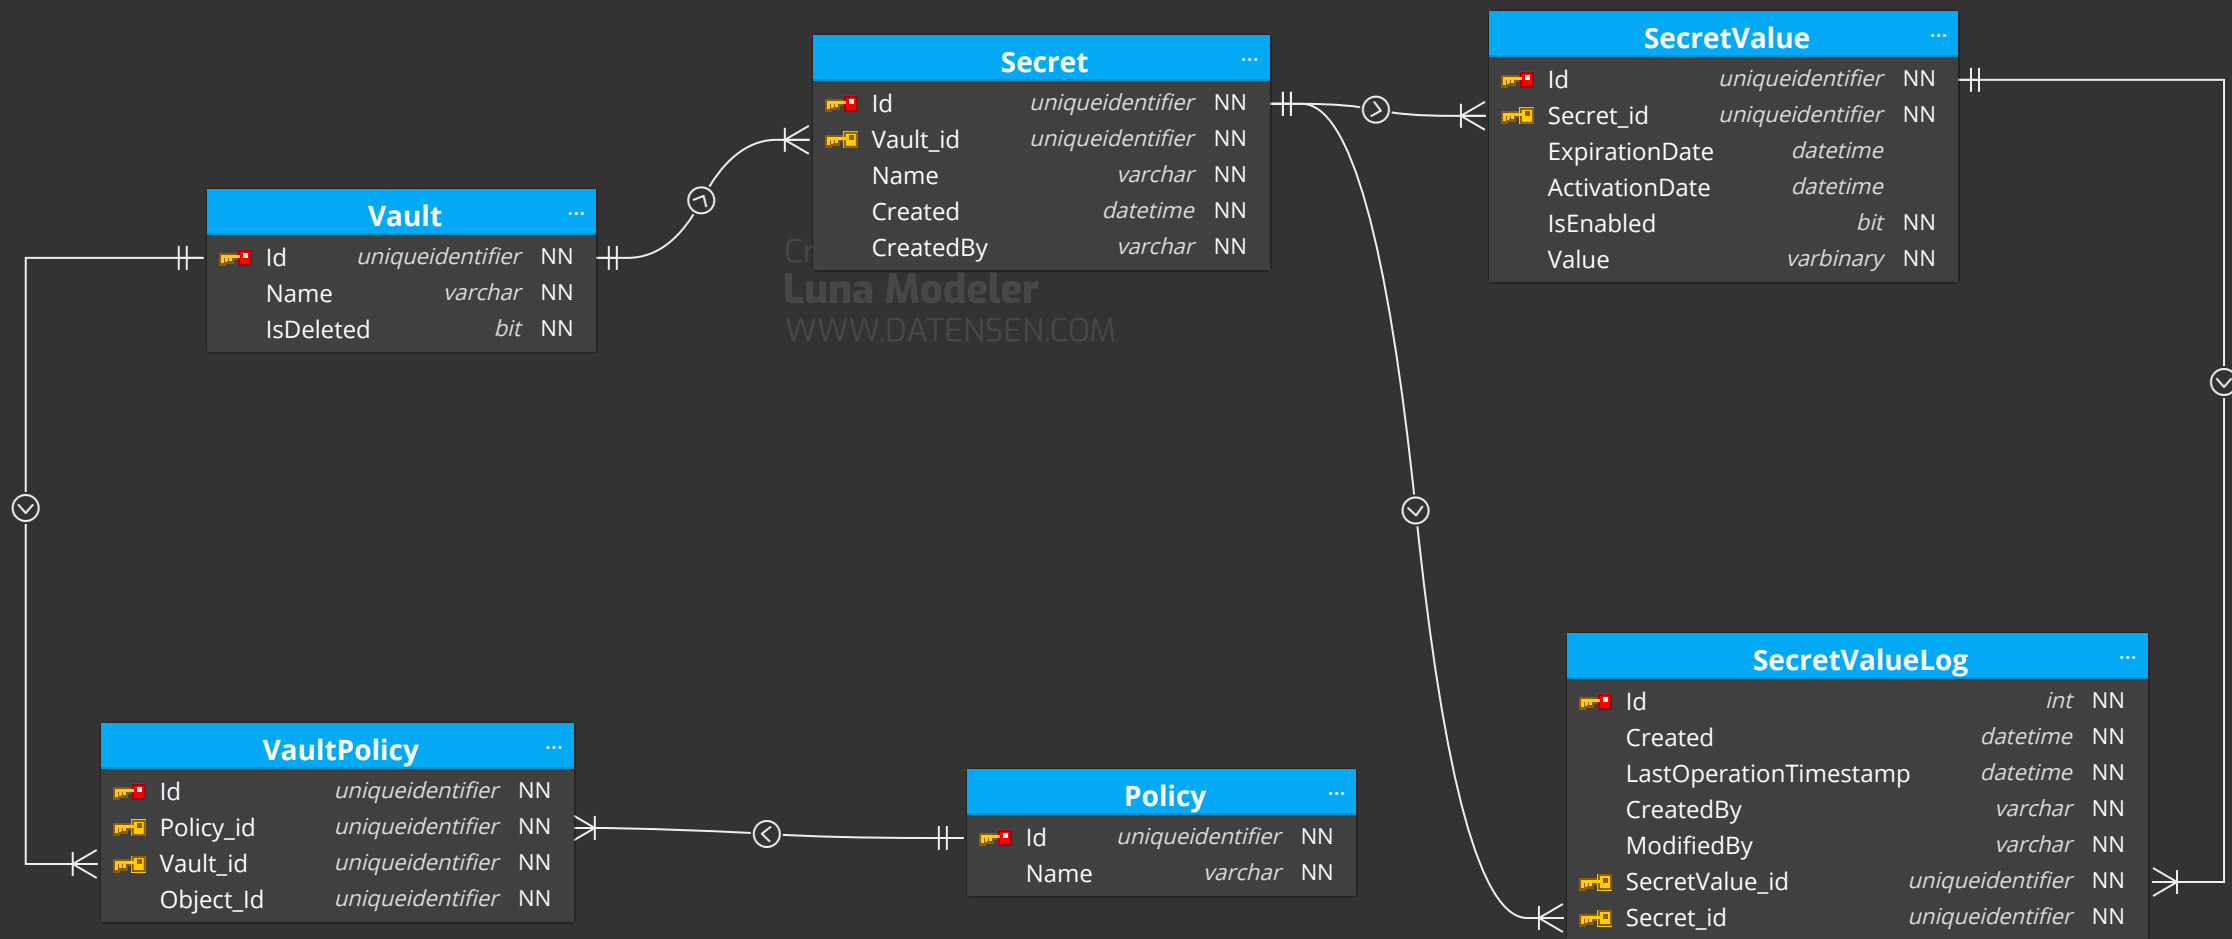 Vault ...
Id uniqueidentifier NN
Name varchar NN
IsDeleted bit NN
Secret ...
Id uniqueidentifier NN
Vault_id uniqueidentifier NN
Name varchar NN
Created datetime NN
CreatedBy varchar NN
Luna Modeler
WWW.DATENSEN.COM
SecretValue ...
Id uniqueidentifier NN
Secret_id uniqueidentifier NN
ExpirationDate datetime
ActivationDate datetime
IsEnabled bit NN
Value varbinary NN
VaultPolicy ...
Id uniqueidentifier NN
Policy_id uniqueidentifier NN
Vault_id uniqueidentifier NN
Object_Id uniqueidentifier NN
Policy ...
Id uniqueidentifier NN
Name varchar NN
SecretValueLog ...
Id int NN
Created datetime NN
LastOperationTimestamp datetime NN
CreatedBy varchar NN
ModifiedBy varchar NN
SecretValue_id uniqueidentifier NN
Secret_id uniqueidentifier NN